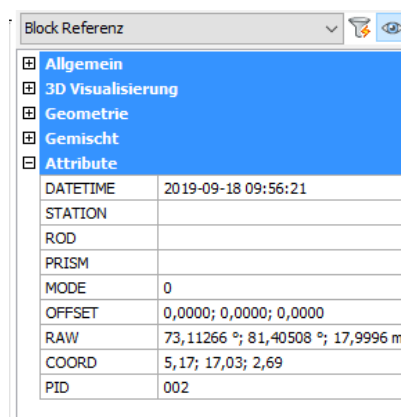 Block Referenz
Allgemein
3D Visualisierung
Geometrie
Gemischt
Attribute
DATETIME 2019-09-18 09:56:21
STATION
ROD
PRISM
MODE 0
OFFSET 0,0000; 0,0000; 0,0000
RAW 73,11266 °; 81,40508 °; 17,9996 m
COORD 5,17; 17,03; 2,69
PID 002